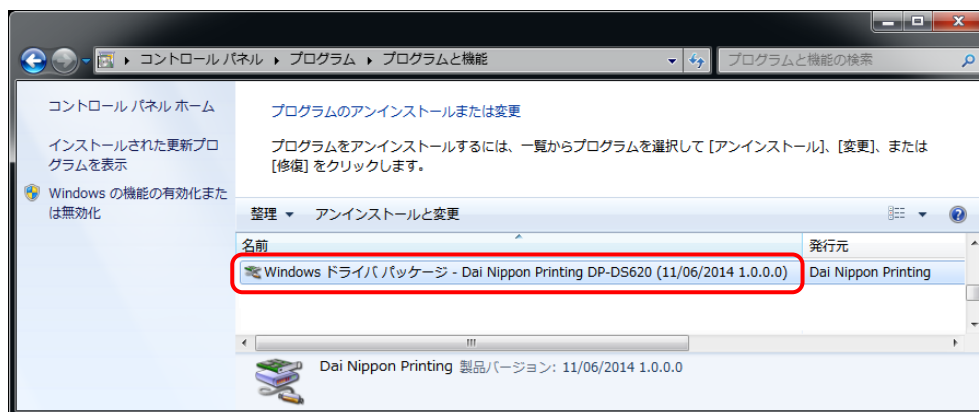 コントロール パネル ▸ プログラム ▸ プログラムと機能
プログラムと機能の検索
コントロール パネル ホーム
インストールされた更新プロ
グラムを表示
Windows の機能の有効化また
は無効化
プログラムのアンインストールまたは変更
プログラムをアンインストールするには、一覧からプログラムを選択して [アンインストール]、[変更]、または
[修復] をクリックします。
整理 ▼ アンインストールと変更
名前 発行元
Windows ドライバ パッケージ - Dai Nippon Printing DP-DS620 (11/06/2014 1.0.0.0) Dai Nippon Printing
Dai Nippon Printing 製品バージョン: 11/06/2014 1.0.0.0